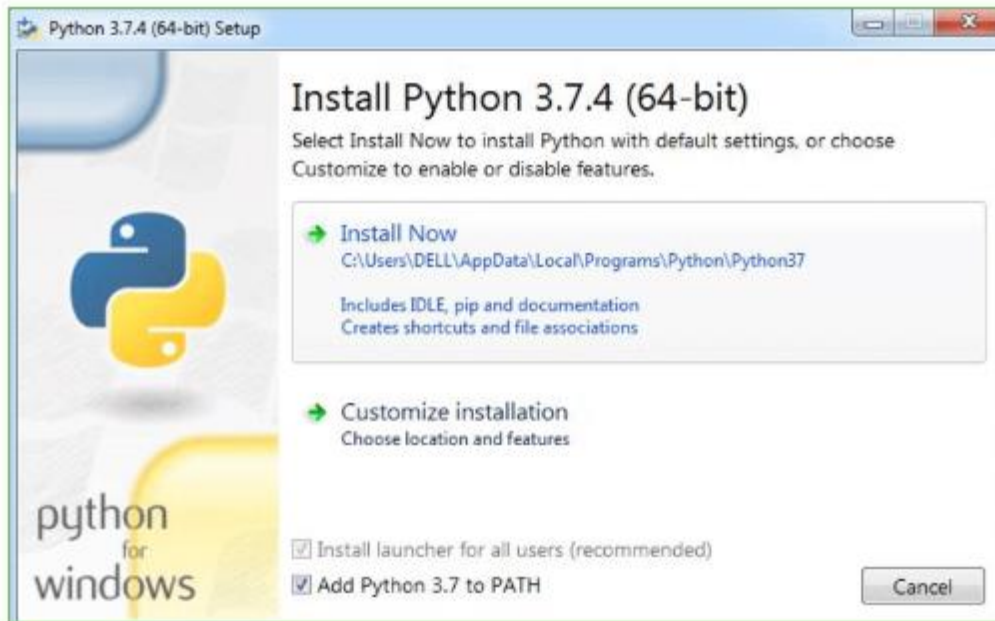 Python 3.7.4 (64-bit) Setup
Install Python 3.7.4 (64-bit)
Select Install Now to install Python with default settings, or choose
Customize to enable or disable features.
Install Now
C:\Users\DELL\AppData\Local\Programs\Python\Python37
Includes IDLE, pip and documentation
Creates shortcuts and file associations
Customize installation
Choose location and features
python
for
windows
Install launcher for all users (recommended)
Add Python 3.7 to PATH
Cancel